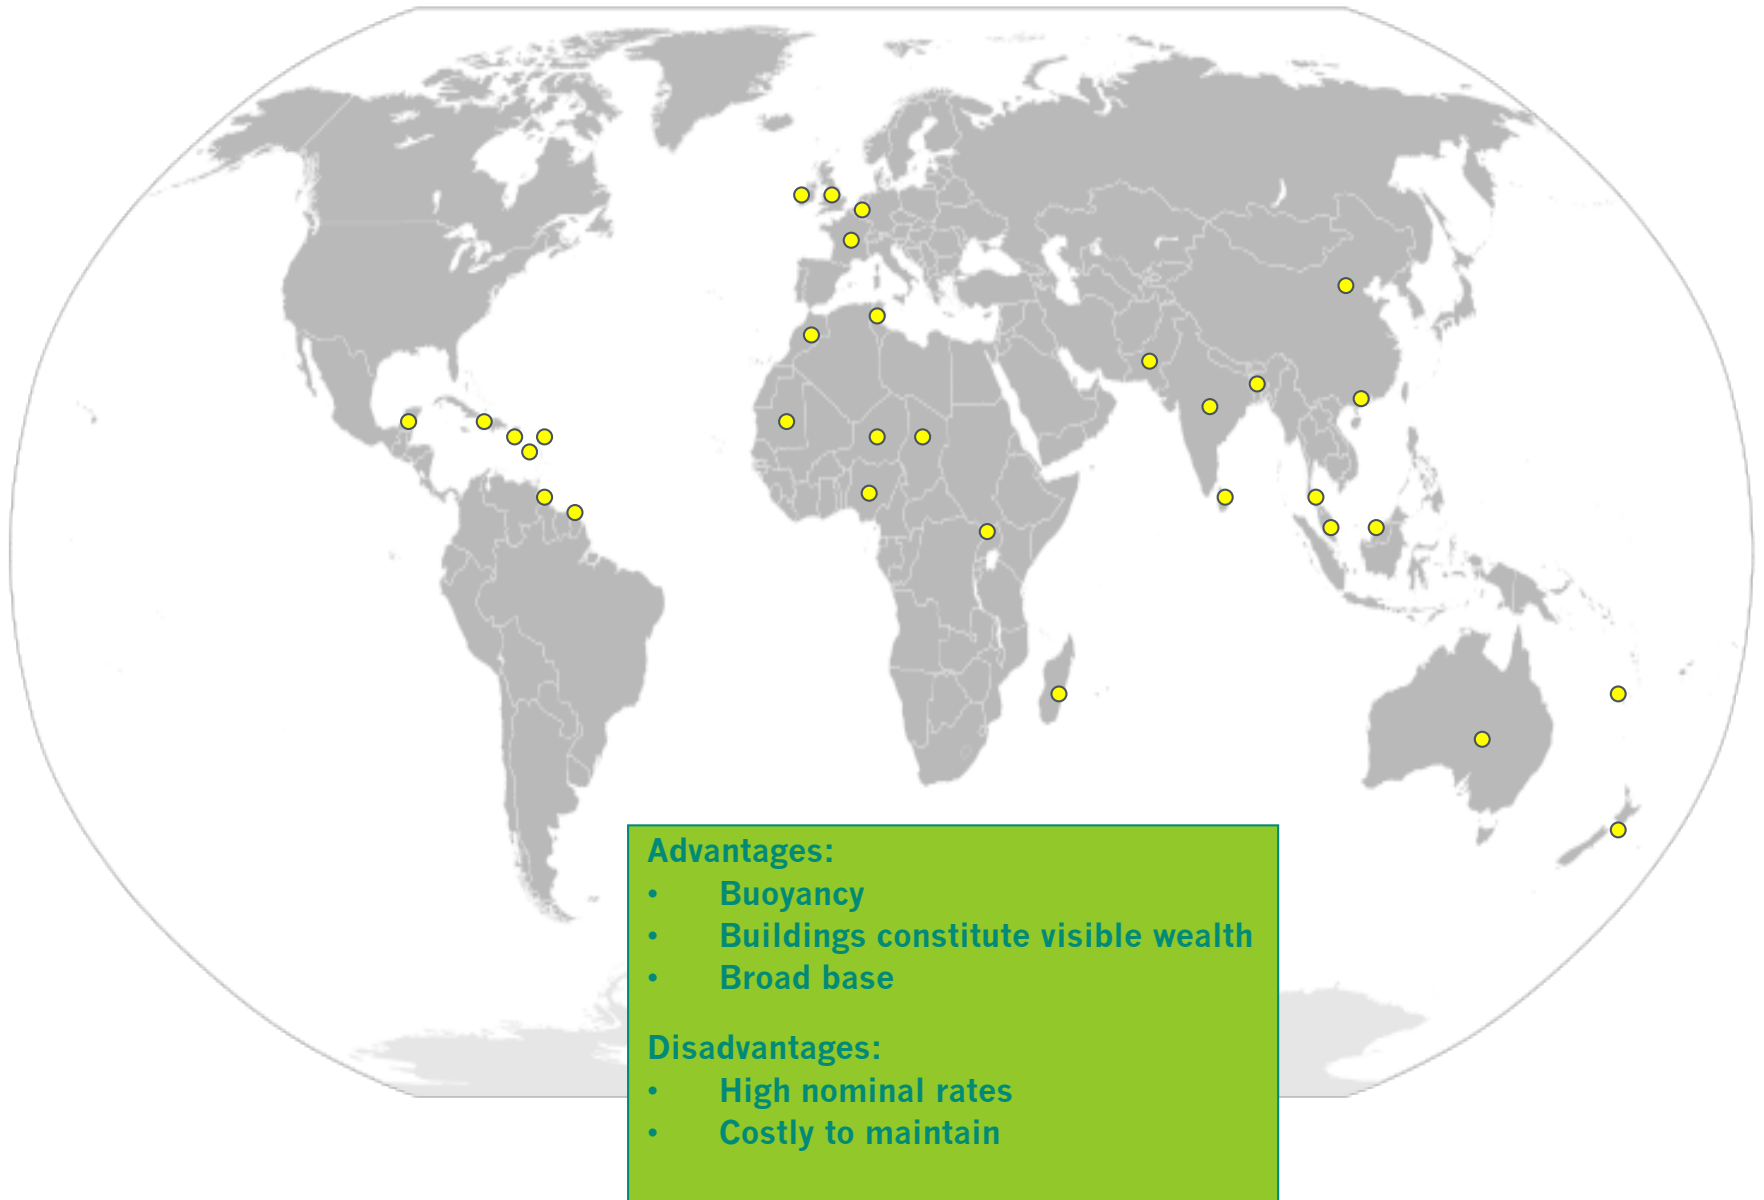 Advantages:
• Buoyancy
• Buildings constitute visible wealth
• Broad base
Disadvantages:
• High nominal rates
• Costly to maintain